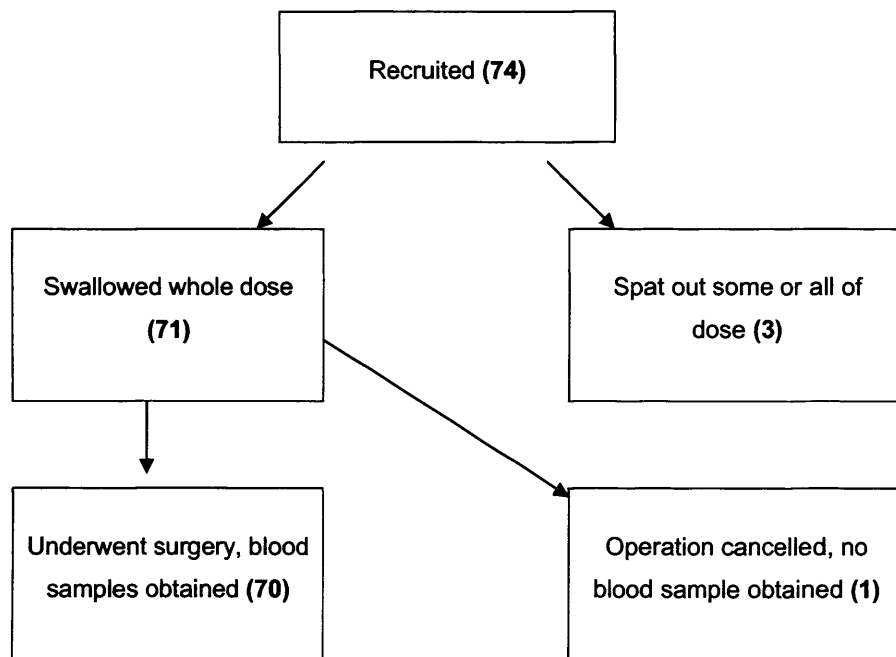 Recruited (74)
Swallowed whole dose
(71)
Spat out some or all of
dose (3)
Underwent surgery, blood
samples obtained (70)
Operation cancelled, no
blood sample obtained (1)